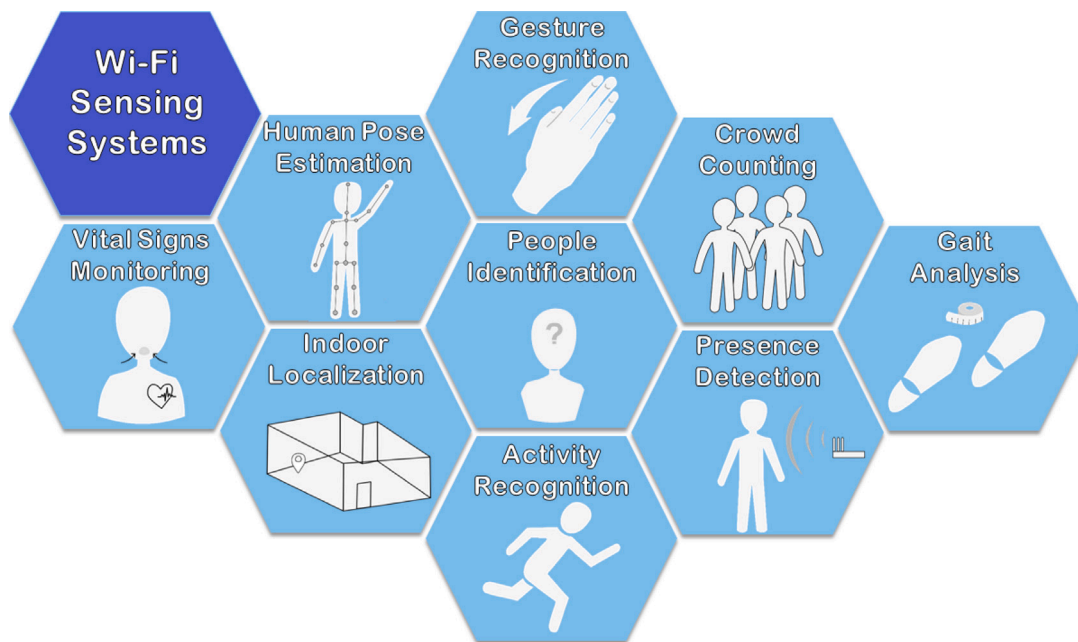 Wi-Fi
Sensing
Systems
Gesture
Recognition
Human Pose
Estimation
Crowd
Counting
Vital Signs
Monitoring
People
Identification
?
Gait
Analysis
Indoor
Localization
Presence
Detection
Activity
Recognition